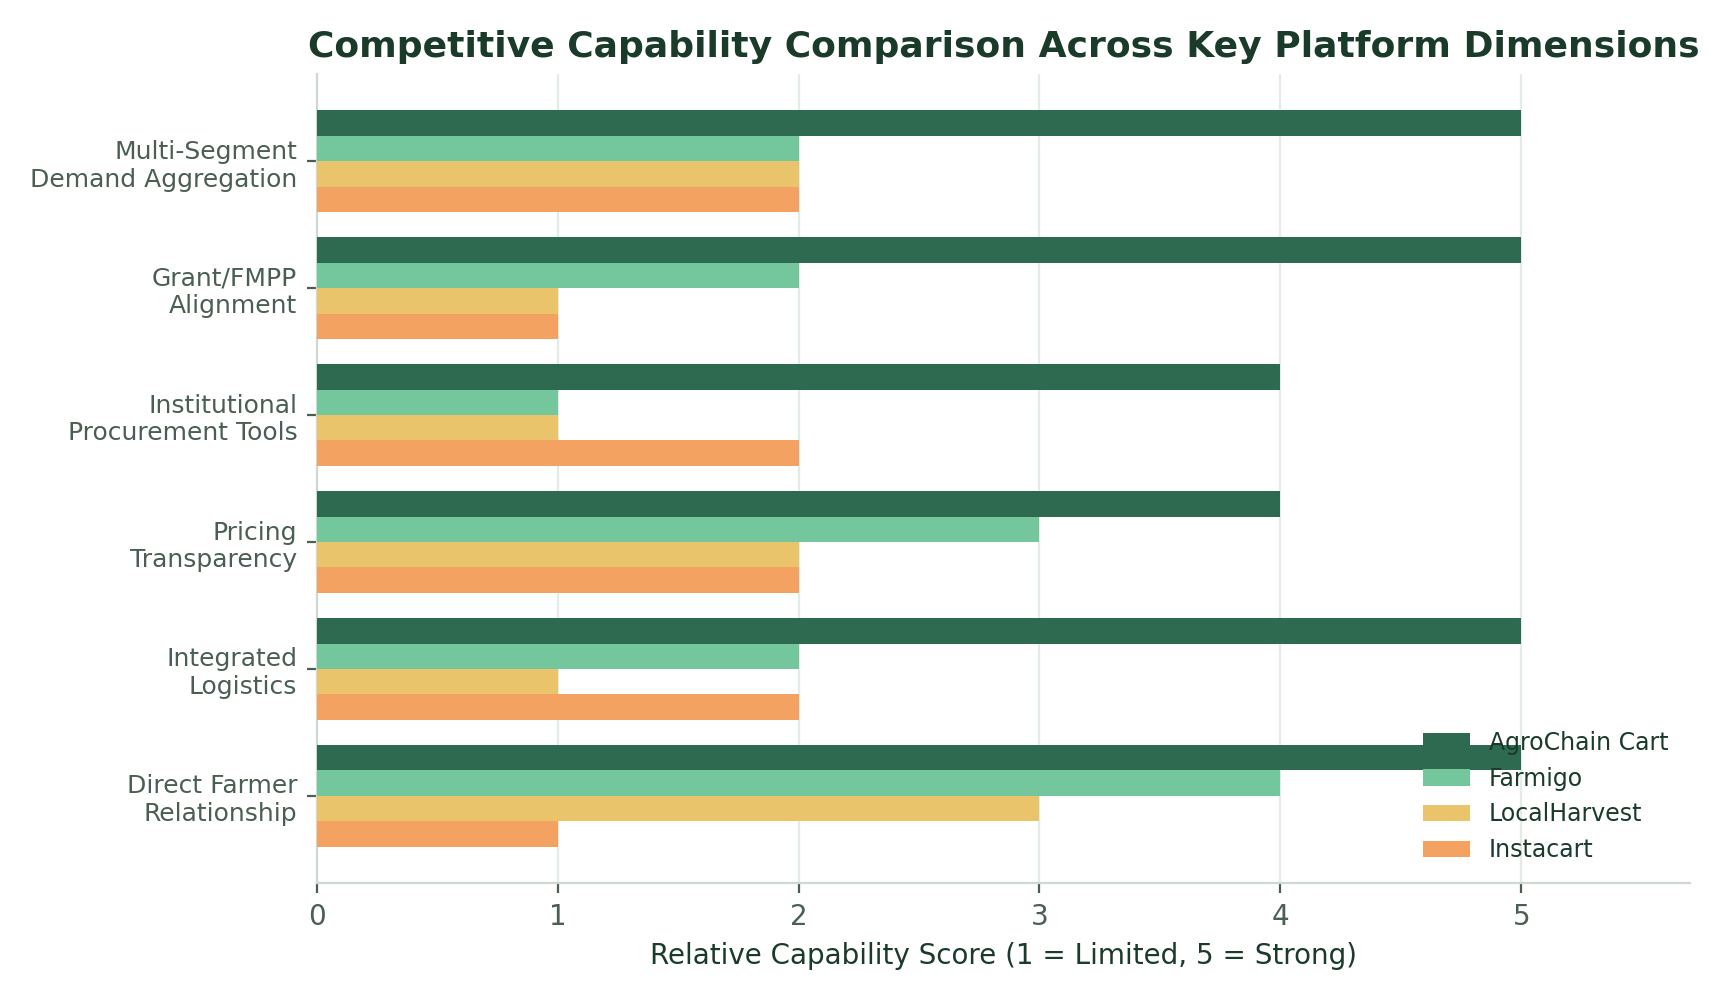 Competitive Capability Comparison Across Key Platform Dimensions
Multi-Segment
Demand Aggregation
Grant/FMPP
Alignment
Institutional
Procurement Tools
Pricing
Transparency
Integrated
Logistics
Direct Farmer
Relationship
AgroChain Cart
Farmigo
LocalHarvest
Instacart
0 1 2 3 4 5
Relative Capability Score (1 = Limited, 5 = Strong)